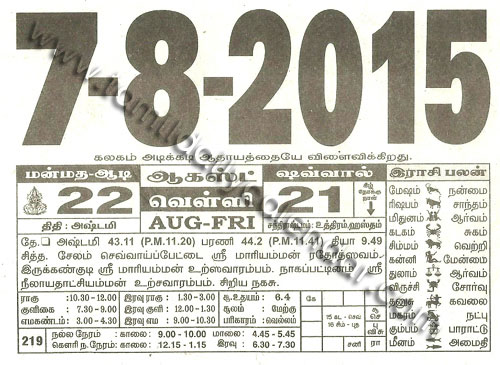 7-8-2015
கலகம் அடிக்கடி ஆதாயத்தையே விளைவிக்கிறது.
மன்மத-ஆடி ஆகஸ்ட் ஷவ்வால் கீழ் நோக்கு நாள் இராசி பலன்
22 வெள்ளி 21
திதி : அஷ்டமி AUG-FRI சந்திராஷ்டமம் : உத்திரம்,ஹஸ்தம்
மேஷம் நன்மை
ரிஷபம் சாந்தம்
மிதுனம் ஆர்வம்
கடகம் சுகம்
சிம்மம் வெற்றி
கன்னி மேன்மை
துலாம் ஆர்வம்
விருச்சி சோர்வு
தனுசு கவலை
மகரம் நட்பு
கும்பம் பாராட்டு
மீனம் அமைதி
தே. அஷ்டமி 43.11 (P.M.11.20) பரணி 44.2 (P.M.11.41) தியா 9.49
சித்த. சேலம் செவ்வாய்ப்பேட்டை ஸ்ரீ மாரியம்மன் ரதோத்ஸவம்-
இருக்கண்குடி ஸ்ரீ மாரியம்மன் உற்ஸவாரம்பம். நாகப்பட்டினம் ஸ்ரீ
நீலாயதாட்சியம்மன் உற்சவாரம்பம். சிறிய நகசு.
ராகு :10.30 - 12.00 இரவு ராகு : 1.30 - 3.00 சூ.உதயம் : 6.4
குளிகை : 7.30 - 9.00 இரவு குளி : 12.00 - 1.30 சூலம் : மேற்கு
எமகண்டம் : 3.00 - 4.30 இரவு எம : 9.00 - 10.30 பரிகாரம் : வெல்லம்
கே
15 கட - செவ
16 சிம் - புத
சூ செ
பு சு
சனி ரா
219 நல்ல நேரம் : காலை: 9.00 - 10.00 மாலை: 4.45 - 5.45
கௌரி ந.நேரம்: காலை: 12.15 - 1.15 இரவு: 6.30 - 7.30
www.tamildailycalendar.com